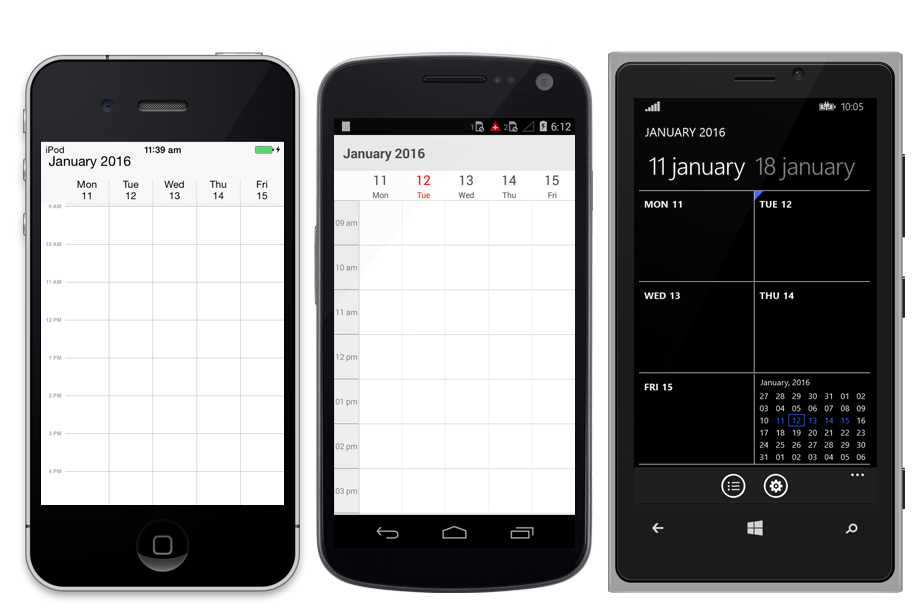 iPod 11:39 am
January 2016
Mon Tue Wed Thu Fri
11 12 13 14 15
9 AM
10 AM
11 AM
12 PM
1 PM
2 PM
3 PM
4 PM
1 2 6:12
January 2016
11 12 13 14 15
Mon Tue Wed Thu Fri
09 am
10 am
11 am
12 pm
01 pm
02 pm
03 pm
10:05
JANUARY 2016
11 january 18 january
MON 11 TUE 12
WED 13 THU 14
FRI 15
January, 2016
27 28 29 30 31 01 02
03 04 05 06 07 08 09
10 11 12 13 14 15 16
17 18 19 20 21 22 23
24 25 26 27 28 29 30
31 01 02 03 04 05 06